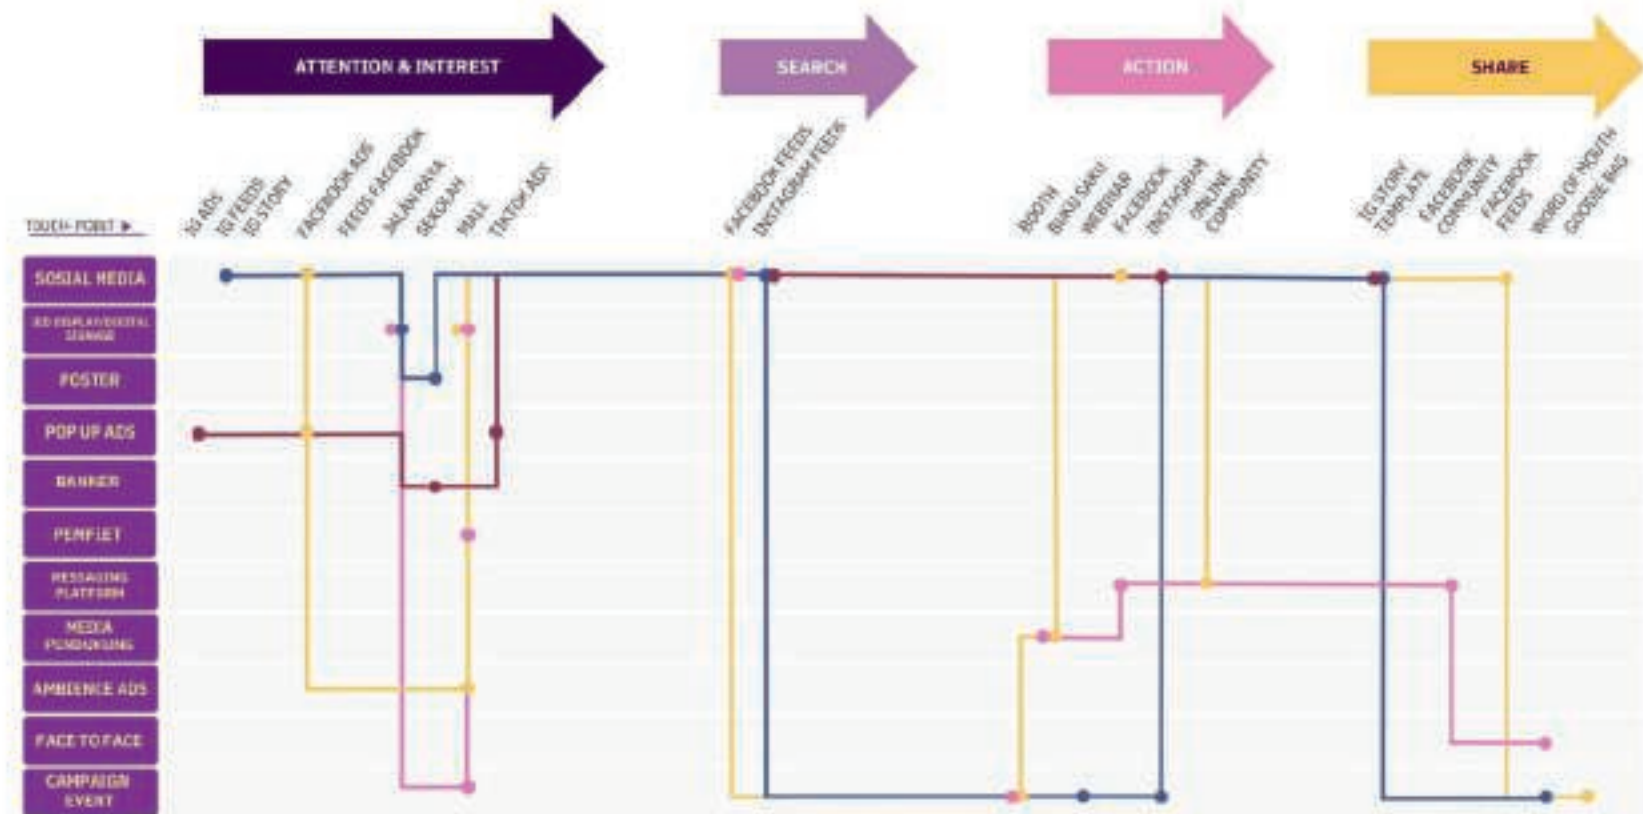 ATTENTION & INTEREST
SEARCH
ACTION
SHARE
TOUCH POINT
IG ADS
IG FEEDS
IG STORY
FACEBOOK ADS
FEEDS FACEBOOK
JALAN RAYA
SEKOLAH
MALL
TIKTOK ADS
FACEBOOK FEEDS
INSTAGRAM FEEDS
BOOTH
BUKU SAKU
WEBINAR
FACEBOOK
INSTAGRAM
ONLINE
COMMUNITY
IG STORY
TEMPLATE
FACEBOOK
COMMUNITY
FACEBOOK
FEEDS
WORD OF MOUTH
GOODIE BAG
SOSIAL MEDIA
SIGNAGE
POSTER
POP UP ADS
BANNER
PEMFLET
MESSAGING
PLATFORM
MEDIA
PENDUKUNG
AMBIENCE ADS
FACE TO FACE
CAMPAIGN
EVENT